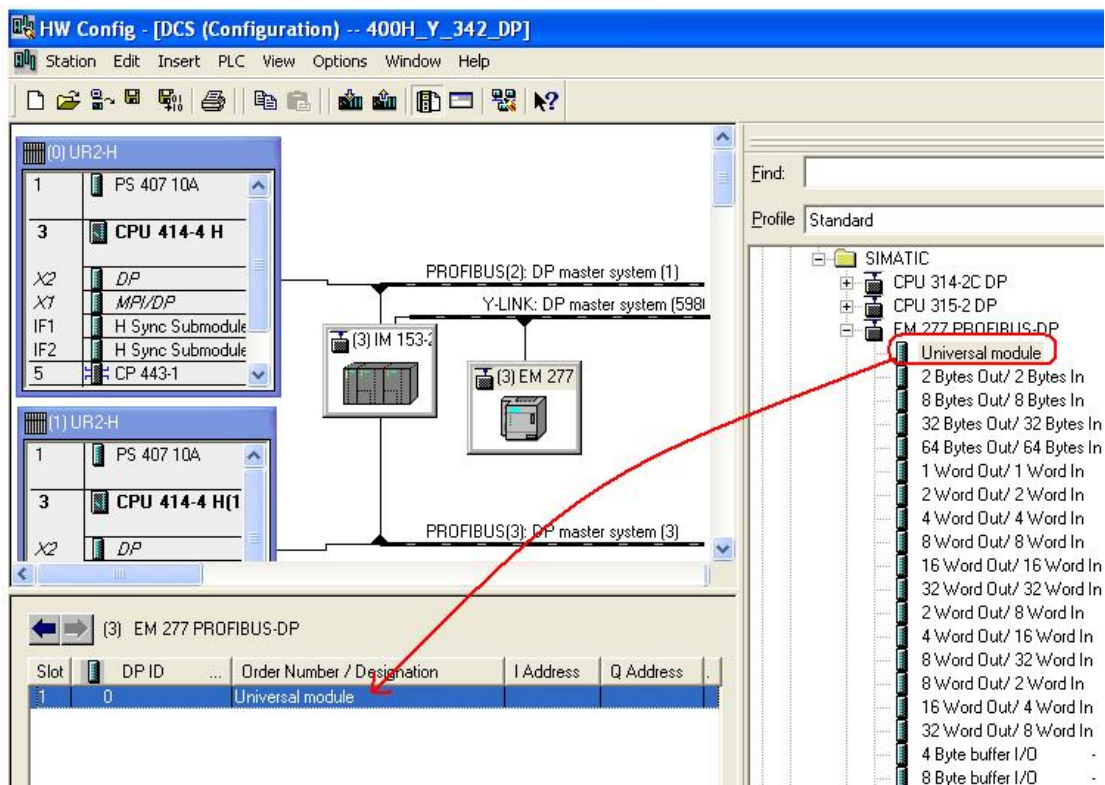 HW Config - [DCS (Configuration) -- 400H_Y_342_DP]
Station Edit Insert PLC View Options Window Help
(0) UR2-H
1 PS 407 10A
3 CPU 414-4 H
X2 DP
X1 MPI/DP
IF1 H Sync Submodule
IF2 H Sync Submodule
5 CP 443-1
(1) UR2-H
1 PS 407 10A
3 CPU 414-4 H(1
X2 DP
PROFIBUS(2): DP master system (1)
Y-LINK: DP master system (598
(3) IM 153-2
(3) EM 277
PROFIBUS(3): DP master system (3)
Find:
Profile Standard
SIMATIC
CPU 314-2C DP
CPU 315-2 DP
EM 277 PROFIBUS-DP
Universal module
2 Bytes Out/ 2 Bytes In
8 Bytes Out/ 8 Bytes In
32 Bytes Out/ 32 Bytes In
64 Bytes Out/ 64 Bytes In
1 Word Out/ 1 Word In
2 Word Out/ 2 Word In
4 Word Out/ 4 Word In
8 Word Out/ 8 Word In
16 Word Out/ 16 Word In
32 Word Out/ 32 Word In
2 Word Out/ 8 Word In
4 Word Out/ 16 Word In
8 Word Out/ 32 Word In
8 Word Out/ 2 Word In
16 Word Out/ 4 Word In
32 Word Out/ 8 Word In
4 Byte buffer I/O -
8 Byte buffer I/O -
(3) EM 277 PROFIBUS-DP
Slot DP ID ... Order Number / Designation I Address Q Address .
1 0 Universal module